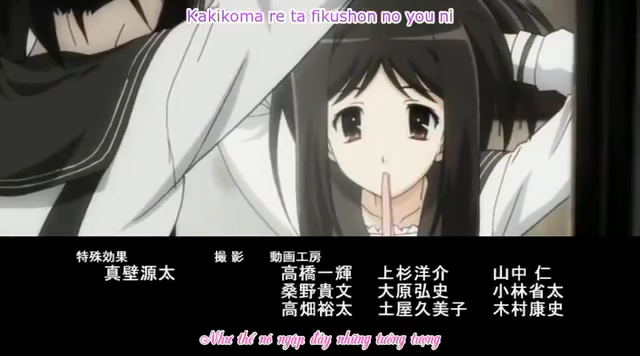 Kakikoma re ta fikushon no you ni
特殊効果 撮 影 動画工房
真壁源太 高橋一輝 上杉洋介 山中 仁
桑野貴文 大原弘史 小林省太
高畑裕太 土屋久美子 木村康史
Như thể nó ngập đầy những tưởng tượng